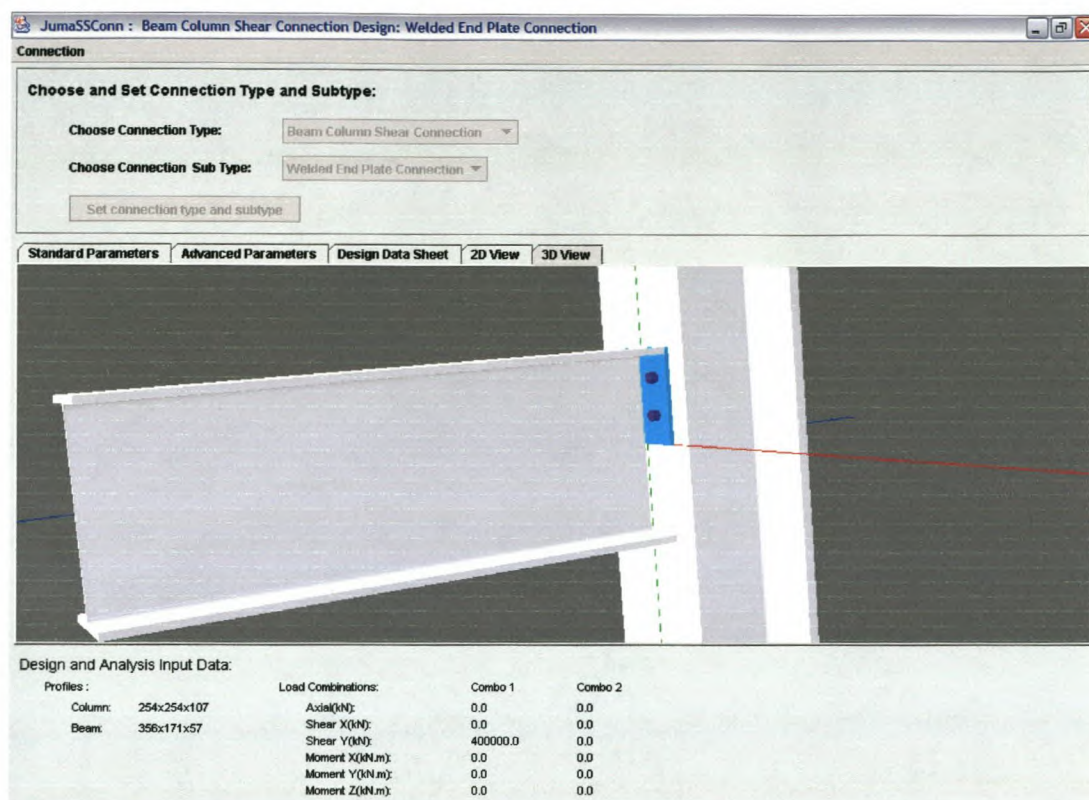 JumaSSConn : Beam Column Shear Connection Design: Welded End Plate Connection
Connection
Choose and Set Connection Type and Subtype:
Choose Connection Type: Beam Column Shear Connection
Choose Connection Sub Type: Welded End Plate Connection
Set connection type and subtype
Standard Parameters Advanced Parameters Design Data Sheet 2D View 3D View
Design and Analysis Input Data:
Profiles : Load Combinations: Combo 1 Combo 2
Column: 254x254x107 Axial(kN): 0.0 0.0
Shear X(kN): 0.0 0.0
Beam: 356x171x57 Shear Y(kN): 400000.0 0.0
Moment X(kN.m): 0.0 0.0
Moment Y(kN.m): 0.0 0.0
Moment Z(kN.m): 0.0 0.0